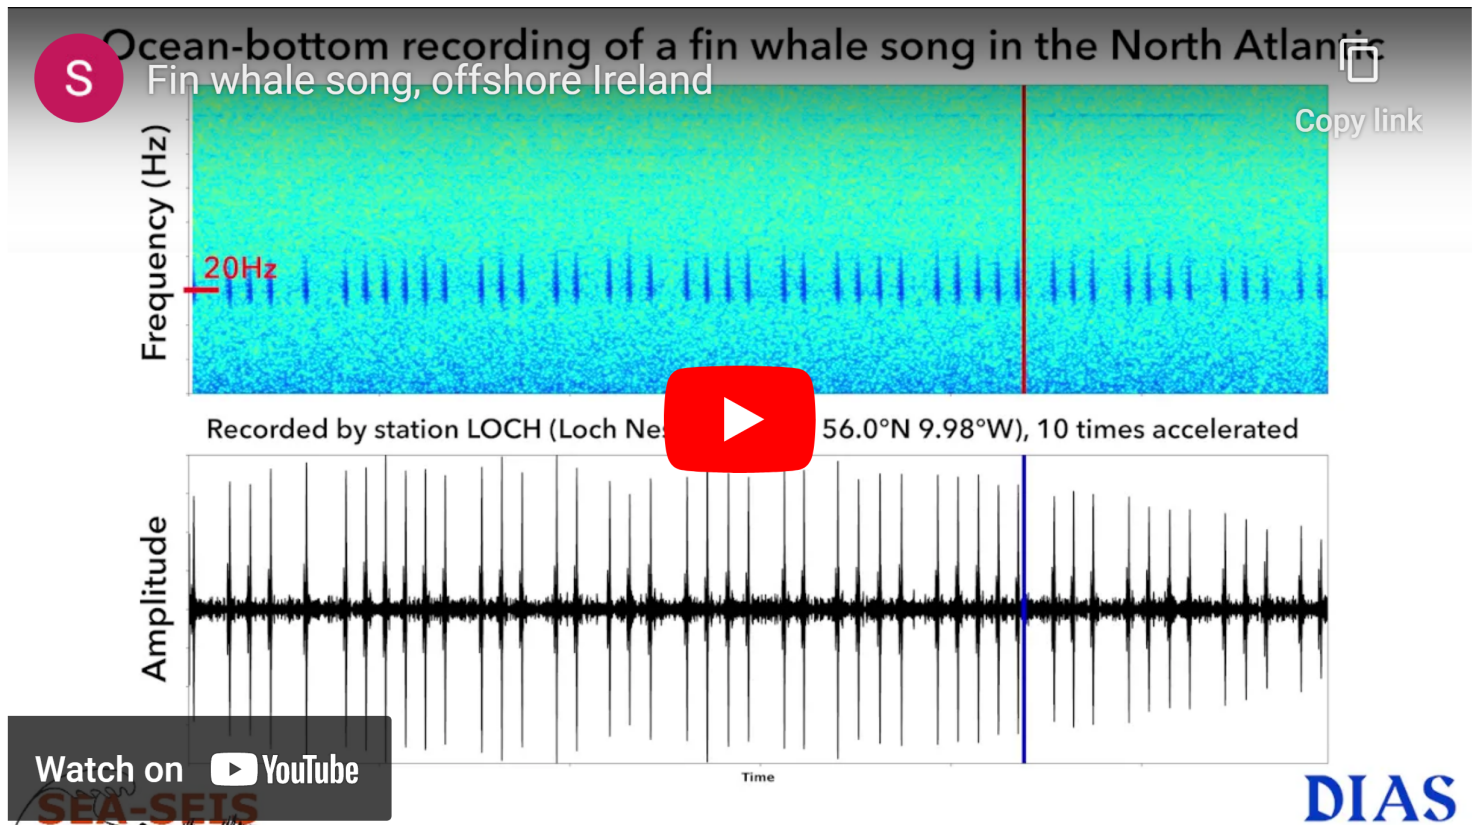 Ocean-bottom recording of a fin whale song in the North Atlantic
S
Fin whale song, offshore Ireland
Copy link
Frequency (Hz)
20Hz
Recorded by station LOCH (Loch 56.0°N 9.98°W), 10 times accelerated
Amplitude
Time
Watch on YouTube
SEA-SEIS
DIAS